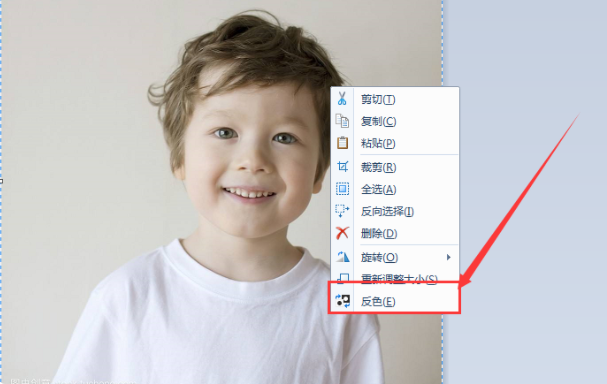 剪切(T)
复制(C)
粘贴(P)
裁剪(R)
全选(A)
反向选择(I)
删除(D)
旋转(O)
重新调整大小(S)
反色(E)